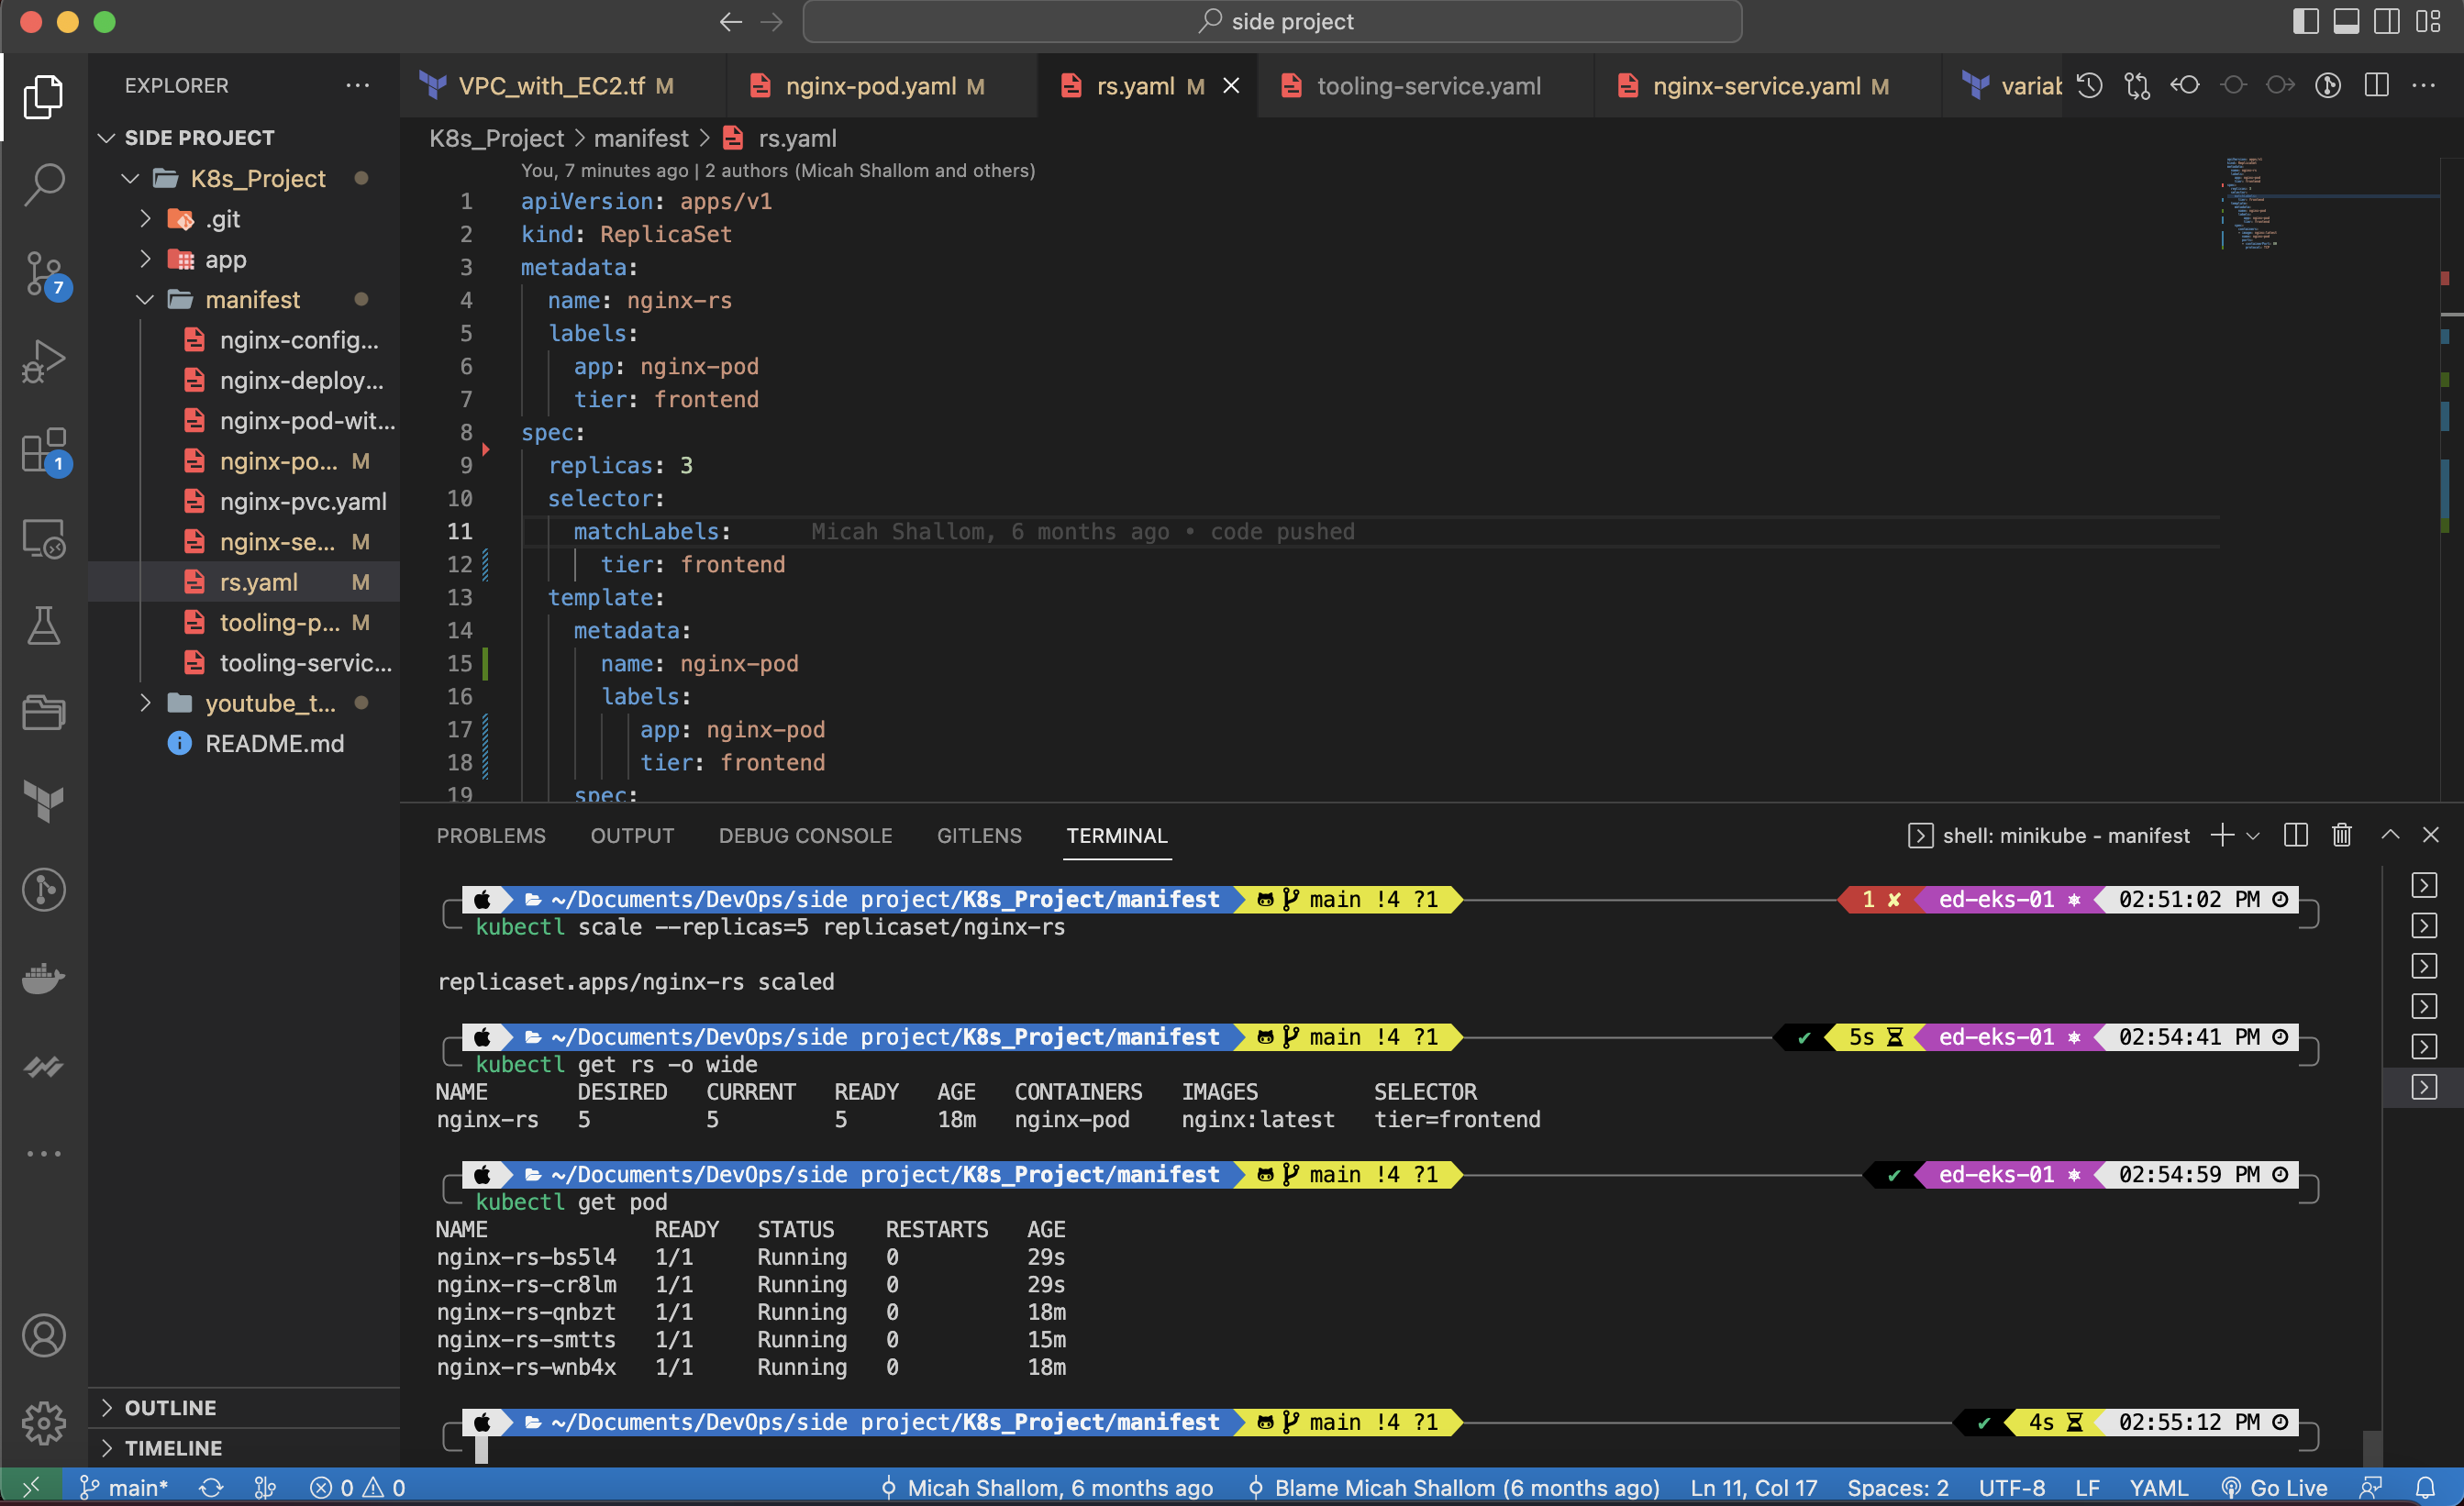 side project
EXPLORER
SIDE PROJECT
K8s_Project
.git
app
manifest
nginx-config...
nginx-deploy...
nginx-pod-wit...
nginx-po... M
nginx-pvc.yaml
nginx-se... M
rs.yaml M
tooling-p... M
tooling-servic...
youtube_t...
README.md
OUTLINE
TIMELINE
7
1
VPC_with_EC2.tf M
nginx-pod.yaml M
rs.yaml M
tooling-service.yaml
nginx-service.yaml M
variab
K8s_Project > manifest > rs.yaml
You, 7 minutes ago | 2 authors (Micah Shallom and others)
1 apiVersion: apps/v1
2 kind: ReplicaSet
3 metadata:
4 name: nginx-rs
5 labels:
6 app: nginx-pod
7 tier: frontend
8 spec:
9 replicas: 3
10 selector:
11 matchLabels: Micah Shallom, 6 months ago • code pushed
12 tier: frontend
13 template:
14 metadata:
15 name: nginx-pod
16 labels:
17 app: nginx-pod
18 tier: frontend
19 spec:
PROBLEMS OUTPUT DEBUG CONSOLE GITLENS TERMINAL
shell: minikube - manifest
~/Documents/DevOps/side project/K8s_Project/manifest main !4 ?1 1 ✘ ed-eks-01 02:51:02 PM
kubectl scale --replicas=5 replicaset/nginx-rs
replicaset.apps/nginx-rs scaled
~/Documents/DevOps/side project/K8s_Project/manifest main !4 ?1 ✔ 5s ed-eks-01 02:54:41 PM
kubectl get rs -o wide
NAME DESIRED CURRENT READY AGE CONTAINERS IMAGES SELECTOR
nginx-rs 5 5 5 18m nginx-pod nginx:latest tier=frontend
~/Documents/DevOps/side project/K8s_Project/manifest main !4 ?1 ✔ ed-eks-01 02:54:59 PM
kubectl get pod
NAME READY STATUS RESTARTS AGE
nginx-rs-bs5l4 1/1 Running 0 29s
nginx-rs-cr8lm 1/1 Running 0 29s
nginx-rs-qnbzt 1/1 Running 0 18m
nginx-rs-smtts 1/1 Running 0 15m
nginx-rs-wnb4x 1/1 Running 0 18m
~/Documents/DevOps/side project/K8s_Project/manifest main !4 ?1 ✔ 4s 02:55:12 PM
main* 0 0 Micah Shallom, 6 months ago Blame Micah Shallom (6 months ago) Ln 11, Col 17 Spaces: 2 UTF-8 LF YAML Go Live